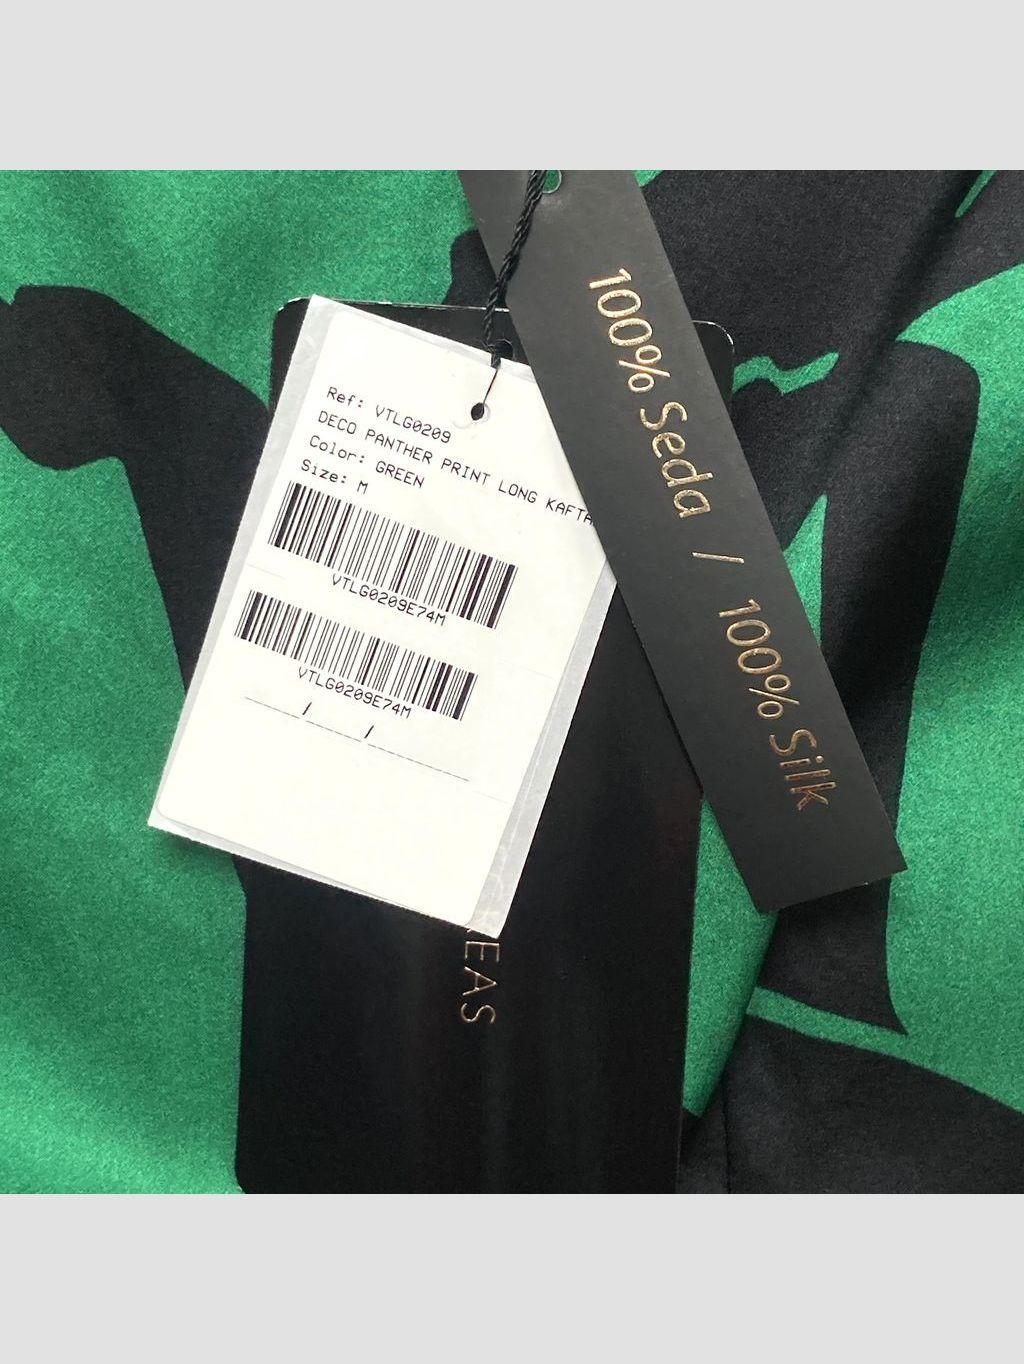 Ref: VTLG0209
DECO PANTHER PRINT LONG KAFTA
Color: GREEN
Size: M
VTLG0209E74M
VTLG0209E74M
/ /
100% Seda / 100% Silk
EAS